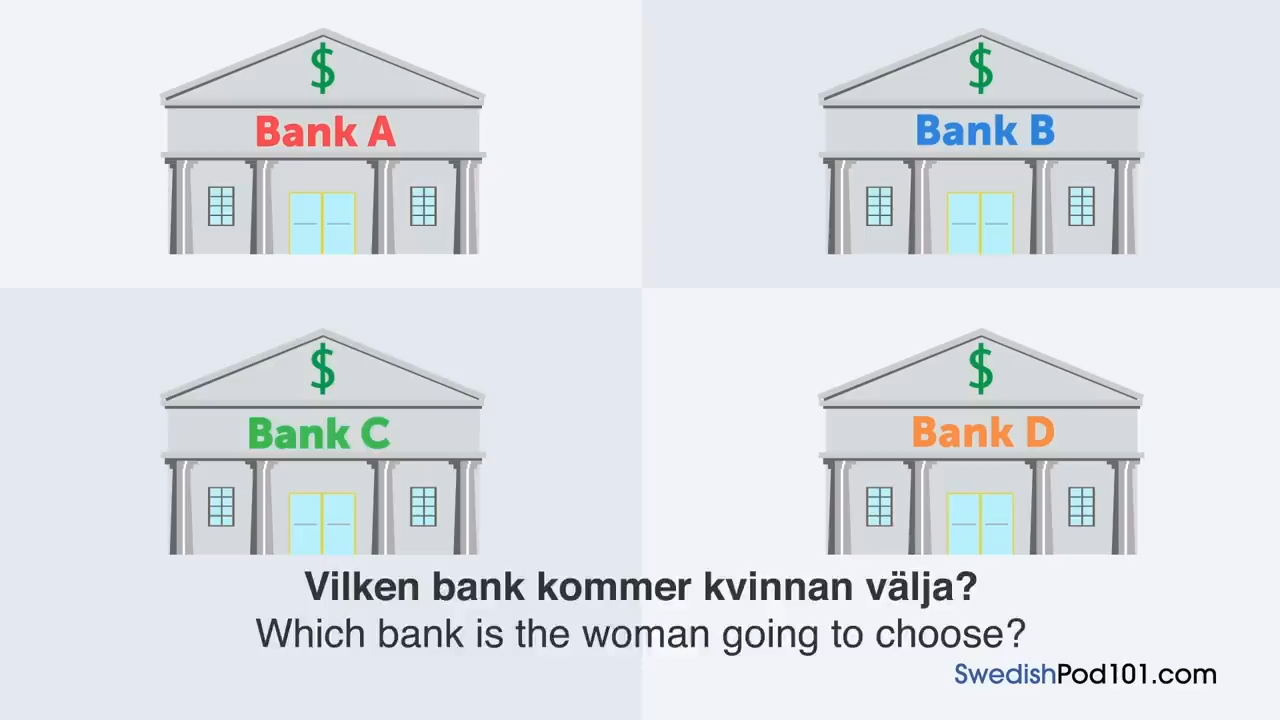 $
Bank A
$
Bank B
$
Bank C
$
Bank D
Vilken bank kommer kvinnan välja?
Which bank is the woman going to choose?
SwedishPod101.com